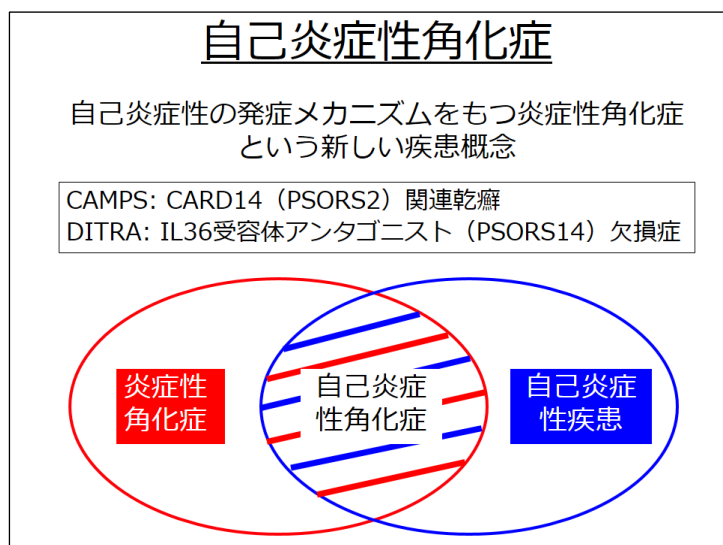 自己炎症性角化症
自己炎症性の発症メカニズムをもつ炎症性角化症
という新しい疾患概念
CAMPS: CARD14（PSORS2）関連乾癬
DITRA: IL36受容体アンタゴニスト（PSORS14）欠損症
炎症性
角化症
自己炎症
性角化症
自己炎症
性疾患